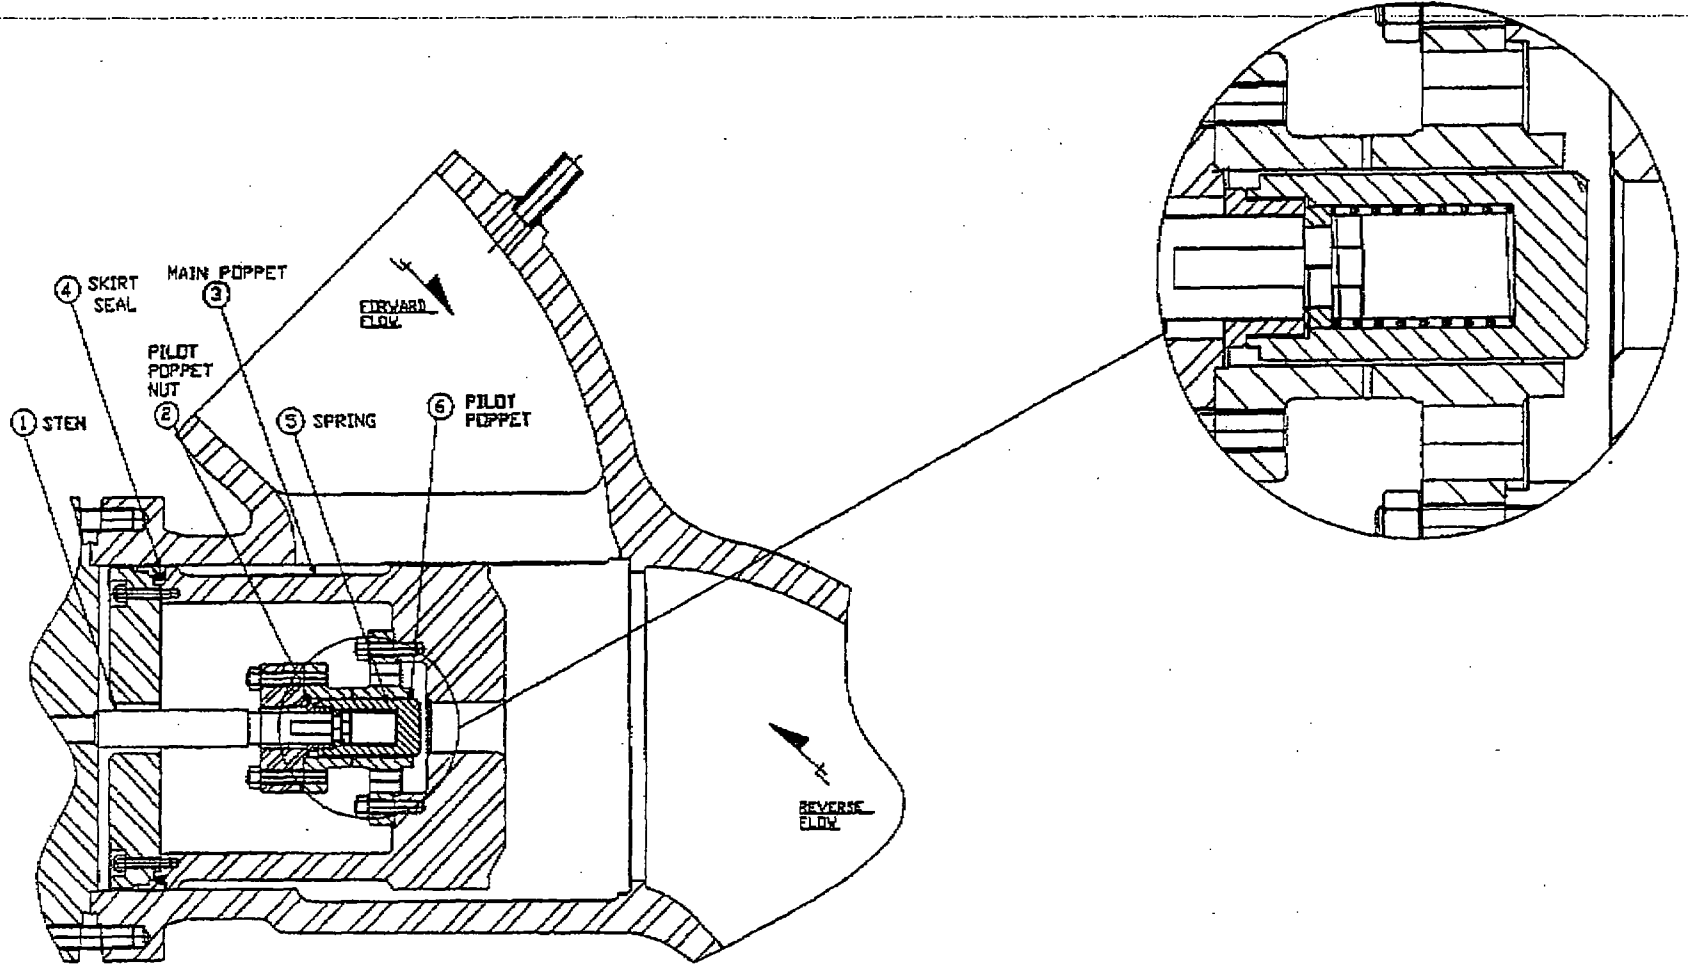 4 SKIRT
SEAL
MAIN POPPET
3
FORWARD
FLOW
PILOT
POPPET
NUT
2
1 STEM
5 SPRING
6 PILOT
POPPET
REVERSE
FLOW